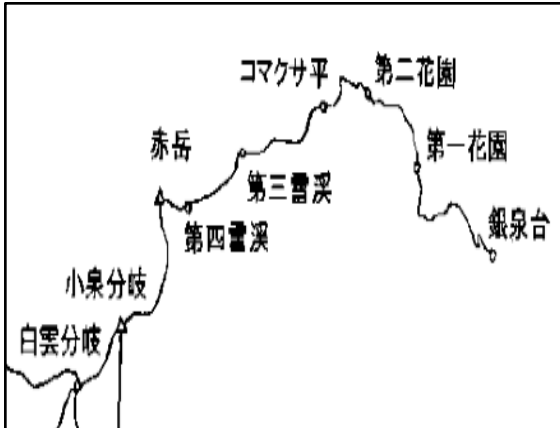 コマクサ平
第二花園
赤岳
第一花園
第三雪渓
第四雪渓
銀泉台
小泉分岐
白雲分岐